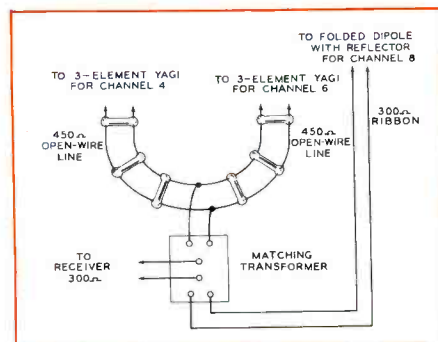 TO FOLDED DIPOLE
WITH REFLECTOR
FOR CHANNEL 8
TO 3-ELEMENT YAGI
FOR CHANNEL 4
TO 3-ELEMENT YAGI
FOR CHANNEL 6
300Ω
RIBBON
450Ω
OPEN-WIRE
LINE
450Ω
OPEN-WIRE
LINE
TO
RECEIVER
300Ω
MATCHING
TRANSFORMER